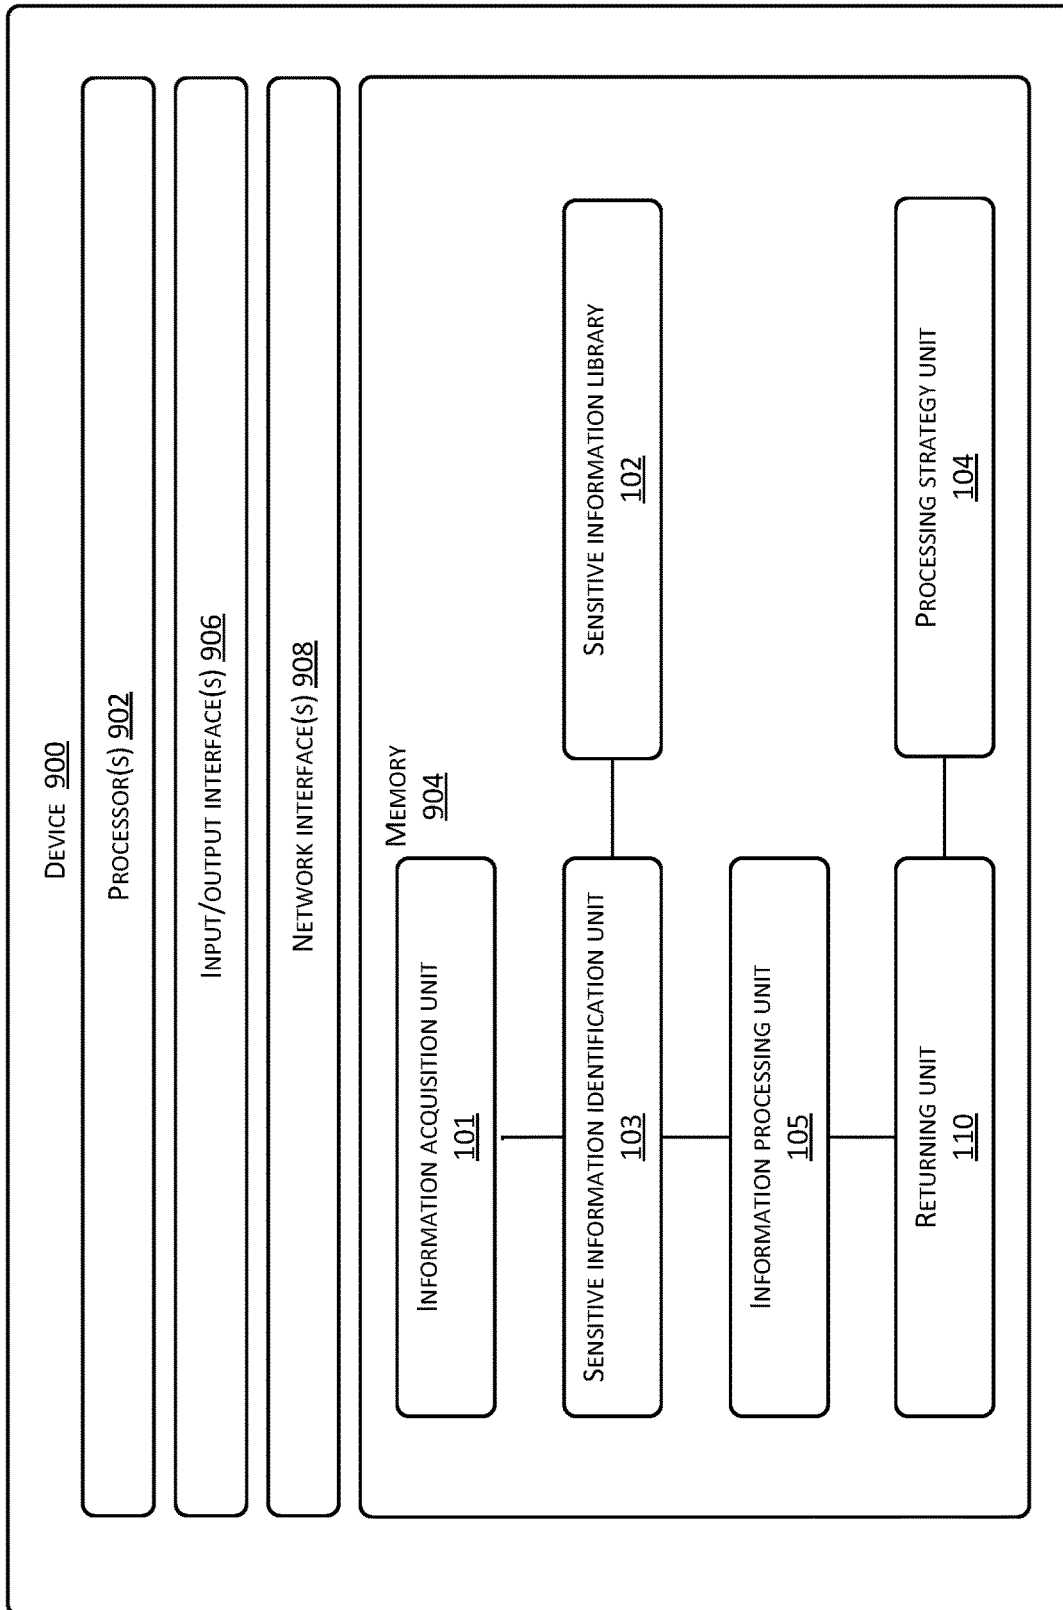 DEVICE 900
PROCESSOR(S) 902
INPUT/OUTPUT INTERFACE(S) 906
NETWORK INTERFACE(S) 908
MEMORY
904
INFORMATION ACQUISITION UNIT
101
SENSITIVE INFORMATION IDENTIFICATION UNIT
103
SENSITIVE INFORMATION LIBRARY
102
INFORMATION PROCESSING UNIT
105
RETURNING UNIT
110
PROCESSING STRATEGY UNIT
104